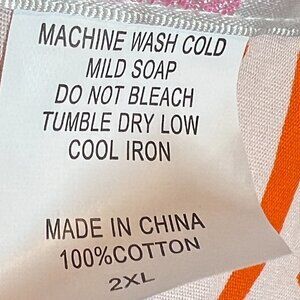 MACHINE WASH COLD
MILD SOAP
DO NOT BLEACH
TUMBLE DRY LOW
COOL IRON
MADE IN CHINA
100%COTTON
2XL